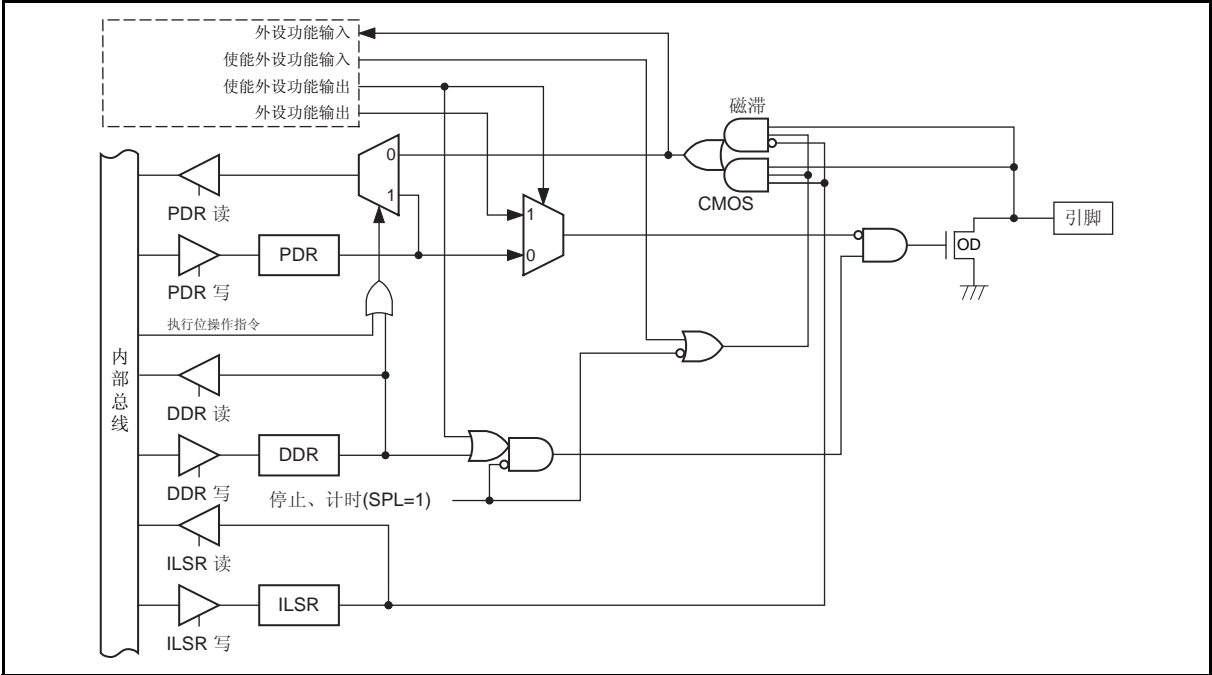 外设功能输入
使能外设功能输入
使能外设功能输出
外设功能输出
磁滞
0
1
PDR 读
CMOS
1
引脚
PDR
0
OD
PDR 写
执行位操作指令
内部总线
DDR 读
DDR
DDR 写
停止、计时(SPL=1)
ILSR 读
ILSR
ILSR 写